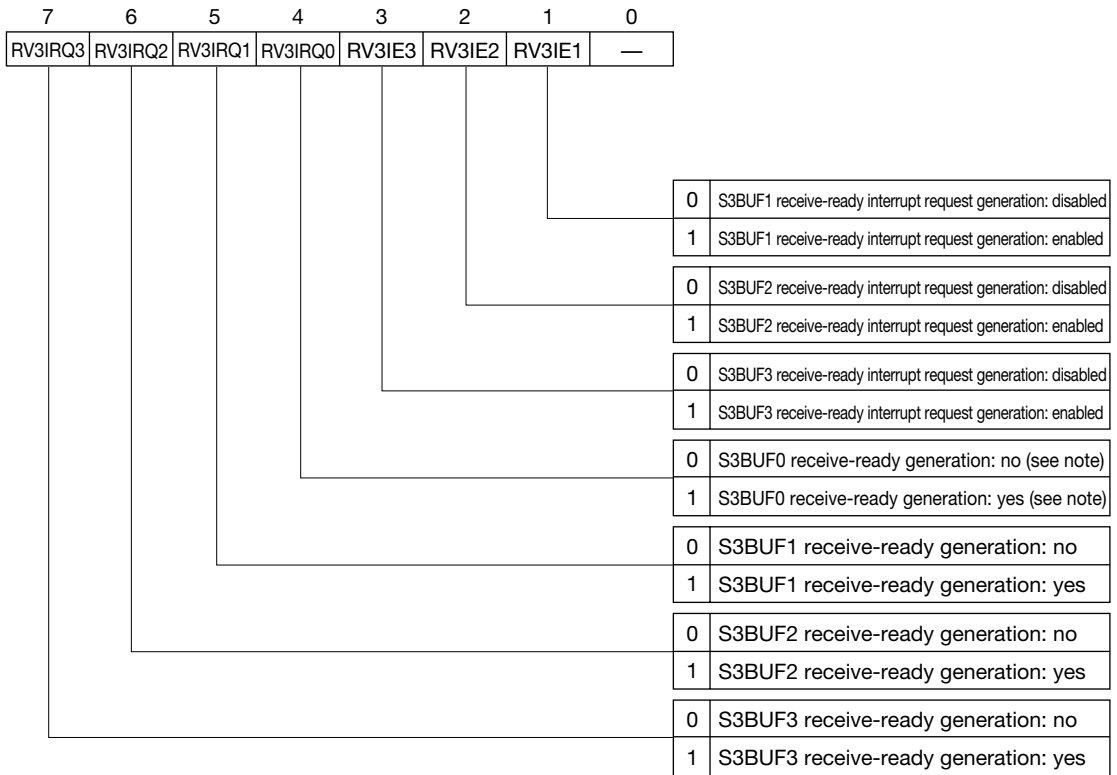 7 6 5 4 3 2 1 0
RV3IRQ3 RV3IRQ2 RV3IRQ1 RV3IRQ0 RV3IE3 RV3IE2 RV3IE1 —
0 S3BUF1 receive-ready interrupt request generation: disabled
1 S3BUF1 receive-ready interrupt request generation: enabled
0 S3BUF2 receive-ready interrupt request generation: disabled
1 S3BUF2 receive-ready interrupt request generation: enabled
0 S3BUF3 receive-ready interrupt request generation: disabled
1 S3BUF3 receive-ready interrupt request generation: enabled
0 S3BUF0 receive-ready generation: no (see note)
1 S3BUF0 receive-ready generation: yes (see note)
0 S3BUF1 receive-ready generation: no
1 S3BUF1 receive-ready generation: yes
0 S3BUF2 receive-ready generation: no
1 S3BUF2 receive-ready generation: yes
0 S3BUF3 receive-ready generation: no
1 S3BUF3 receive-ready generation: yes